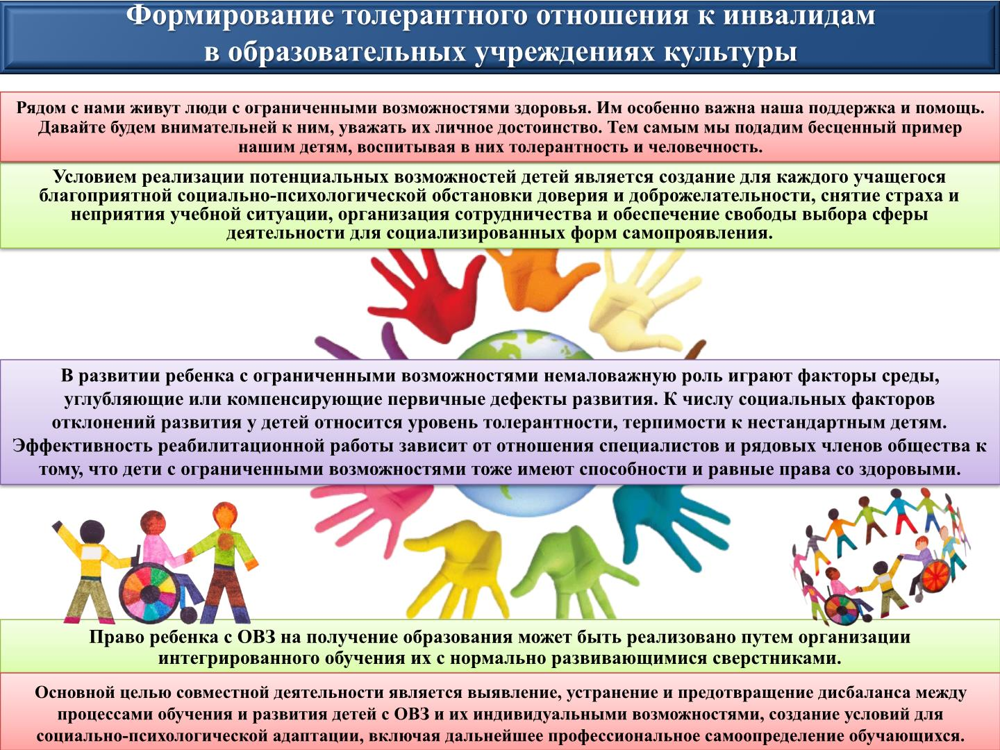 Формирование толерантного отношения к инвалидам
в образовательных учреждениях культуры
Рядом с нами живут люди с ограниченными возможностями здоровья. Им особенно важна наша поддержка и помощь.
Давайте будем внимательней к ним, уважать их личное достоинство. Тем самым мы подадим бесценный пример
нашим детям, воспитывая в них толерантность и человечность.
Условием реализации потенциальных возможностей детей является создание для каждого учащегося
благоприятной социально-психологической обстановки доверия и доброжелательности, снятие страха и
неприятия учебной ситуации, организация сотрудничества и обеспечение свободы выбора сферы
деятельности для социализированных форм самопроявления.
В развитии ребенка с ограниченными возможностями немаловажную роль играют факторы среды,
углубляющие или компенсирующие первичные дефекты развития. К числу социальных факторов
отклонений развития у детей относится уровень толерантности, терпимости к нестандартным детям.
Эффективность реабилитационной работы зависит от отношения специалистов и рядовых членов общества к
тому, что дети с ограниченными возможностями тоже имеют способности и равные права со здоровыми.
Право ребенка с ОВЗ на получение образования может быть реализовано путем организации
интегрированного обучения их с нормально развивающимися сверстниками.
Основной целью совместной деятельности является выявление, устранение и предотвращение дисбаланса между
процессами обучения и развития детей с ОВЗ и их индивидуальными возможностями, создание условий для
социально-психологической адаптации, включая дальнейшее профессиональное самоопределение обучающихся.